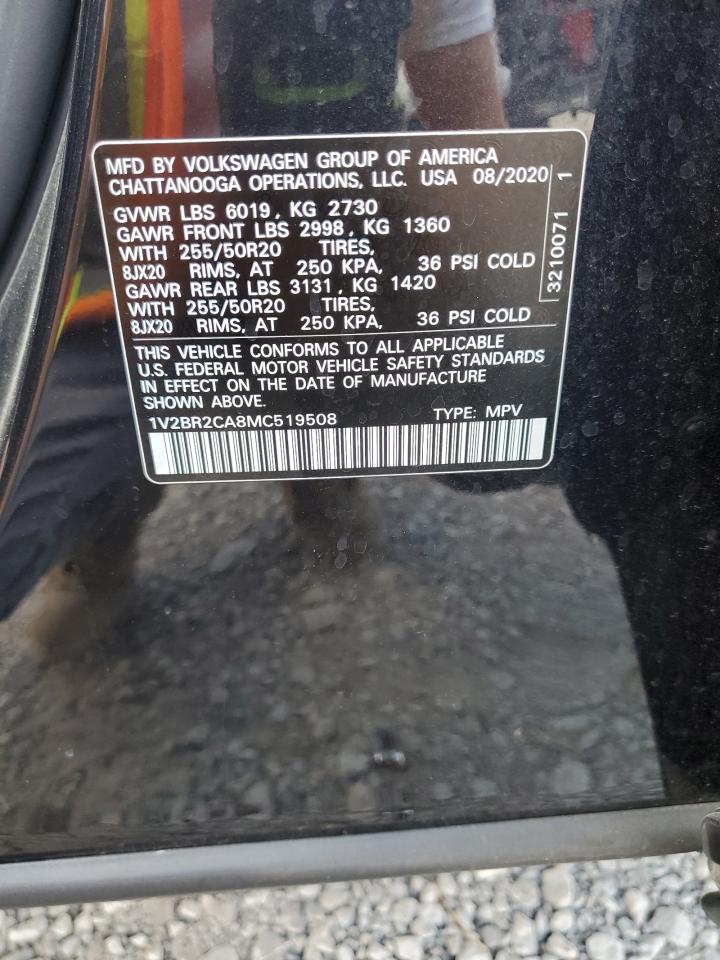 MFD BY VOLKSWAGEN GROUP OF AMERICA
CHATTANOOGA OPERATIONS, LLC. USA 08/2020
GVWR LBS 6019, KG 2730
GAWR FRONT LBS 2998, KG 1360
WITH 255/50R20 TIRES,
8JX20 RIMS, AT 250 KPA, 36 PSI COLD
GAWR REAR LBS 3131, KG 1420
WITH 255/50R20 TIRES,
8JX20 RIMS, AT 250 KPA, 36 PSI COLD
3210071 1
THIS VEHICLE CONFORMS TO ALL APPLICABLE
U.S. FEDERAL MOTOR VEHICLE SAFETY STANDARDS
IN EFFECT ON THE DATE OF MANUFACTURE
SHOWN ABOVE.
1V2BR2CA8MC519508 TYPE: MPV